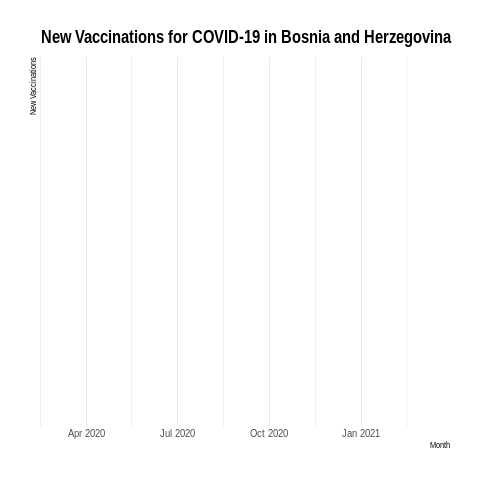 New Vaccinations for COVID-19 in Bosnia and Herzegovina
New Vaccinations
Apr 2020
Jul 2020
Oct 2020
Jan 2021
Month